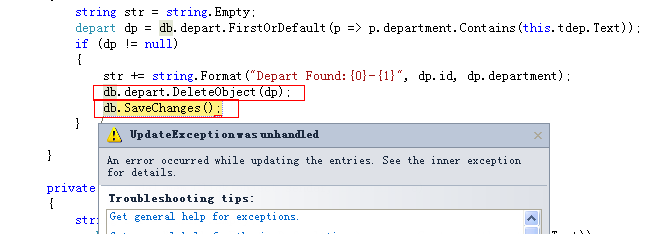 string str = string.Empty;
depart dp = db.depart.FirstOrDefault(p => p.department.Contains(this.tdep.Text));
if (dp != null)
{
str += string.Format("Depart Found:{0}-{1}", dp.id, dp.department);
db.depart.DeleteObject(dp);
db.SaveChanges();
}
UpdateException was unhandled
An error occurred while updating the entries. See the inner exception
for details.
}
Troubleshooting tips:
private
{
Get general help for exceptions.
str
.Text));